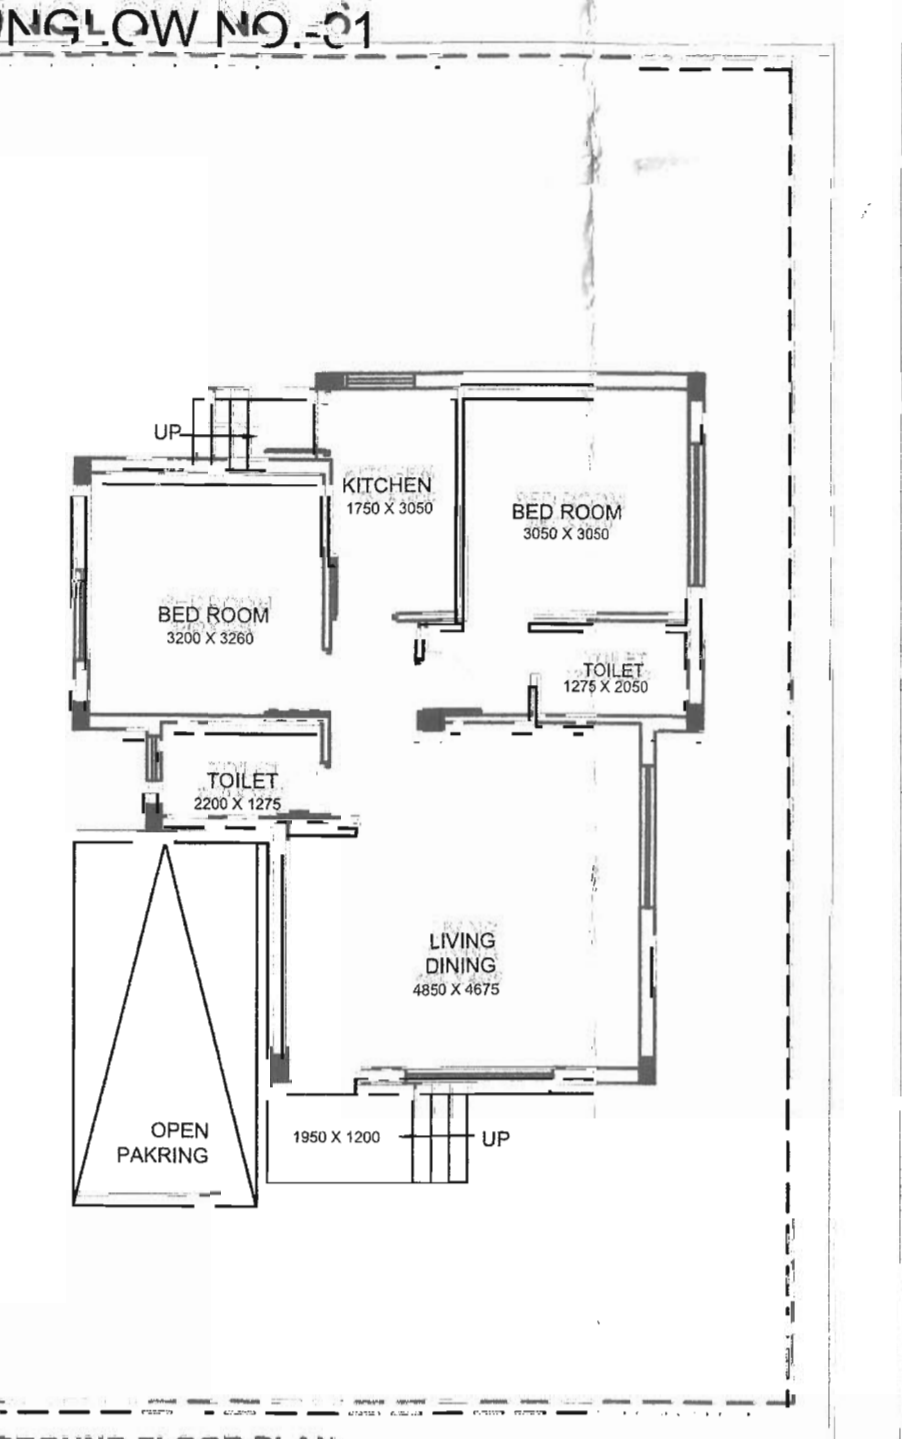 UNGLOW NO.-01
UP
KITCHEN
1750 X 3050
BED ROOM
3050 X 3050
BED ROOM
3200 X 3260
TOILET
1275 X 2050
TOILET
2200 X 1275
LIVING
DINING
4850 X 4675
OPEN
PAKRING
1950 X 1200
UP